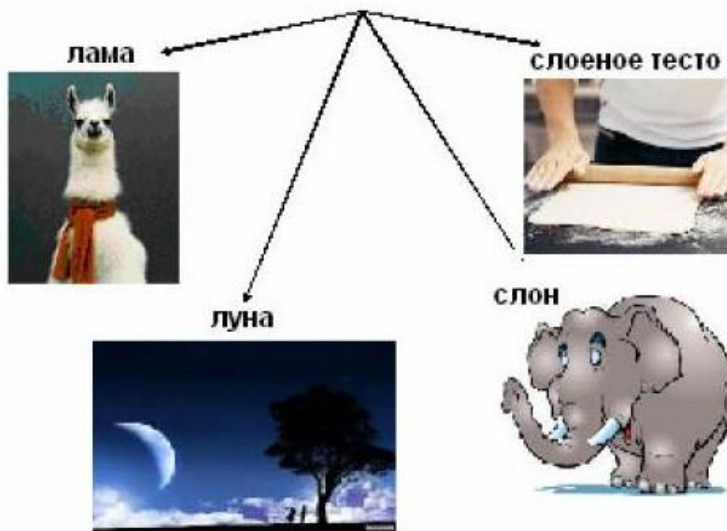 лама
слоеное тесто
луна
слон